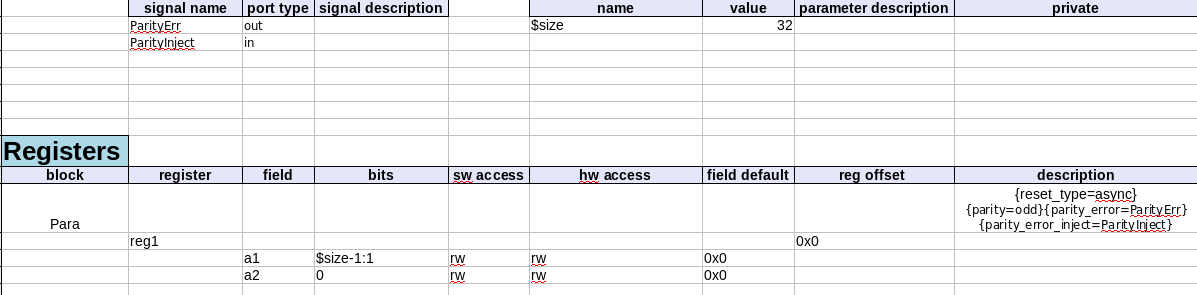 signal name port type signal description name value parameter description private
ParityErr out $size 32
ParityInject in
Registers
block register field bits sw access hw access field default reg offset description
{reset_type=async}
{parity=odd}{parity_error=ParityErr}
Para {parity_error_inject=ParityInject}
reg1 0x0
a1 $size-1:1 rw rw 0x0
a2 0 rw rw 0x0